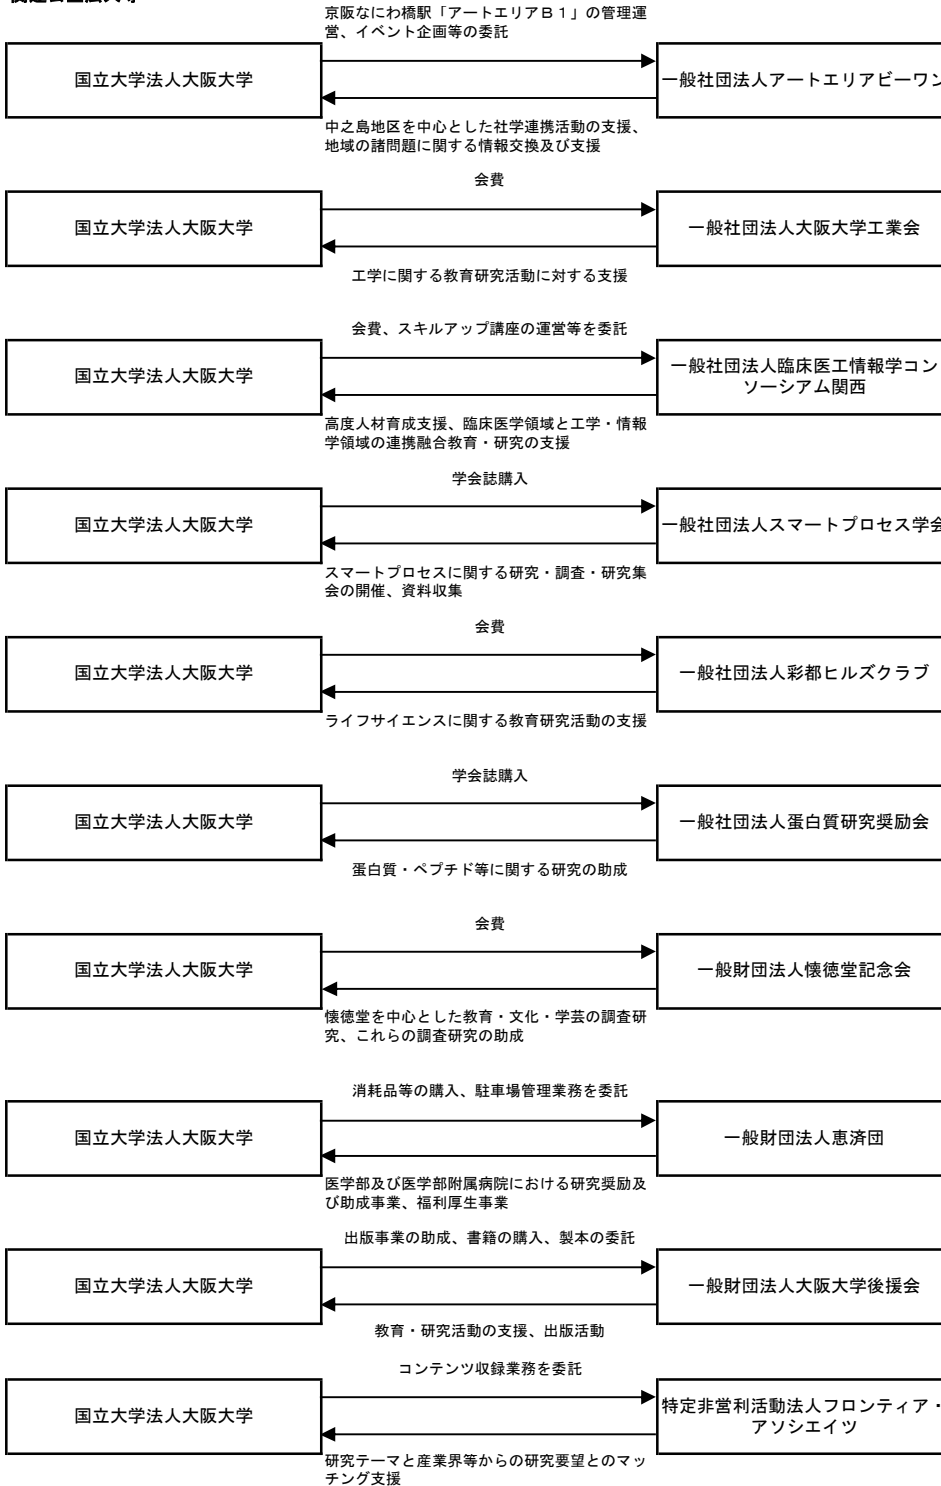 京阪なにわ橋駅「アートエリアＢ１」の管理運
営、イベント企画等の委託
国立大学法人大阪大学
一般社団法人アートエリアビーワン
中之島地区を中心とした社学連携活動の支援、
地域の諸問題に関する情報交換及び支援
会費
国立大学法人大阪大学
一般社団法人大阪大学工業会
工学に関する教育研究活動に対する支援
会費、スキルアップ講座の運営等を委託
国立大学法人大阪大学
一般社団法人臨床医工情報学コン
ソーシアム関西
高度人材育成支援、臨床医学領域と工学・情報
学領域の連携融合教育・研究の支援
学会誌購入
国立大学法人大阪大学
一般社団法人スマートプロセス学会
スマートプロセスに関する研究・調査・研究集
会の開催、資料収集
会費
国立大学法人大阪大学
一般社団法人彩都ヒルズクラブ
ライフサイエンスに関する教育研究活動の支援
学会誌購入
国立大学法人大阪大学
一般社団法人蛋白質研究奨励会
蛋白質・ペプチド等に関する研究の助成
会費
国立大学法人大阪大学
一般財団法人懐徳堂記念会
懐徳堂を中心とした教育・文化・学芸の調査研
究、これらの調査研究の助成
消耗品等の購入、駐車場管理業務を委託
国立大学法人大阪大学
一般財団法人恵済団
医学部及び医学部附属病院における研究奨励及
び助成事業、福利厚生事業
出版事業の助成、書籍の購入、製本の委託
国立大学法人大阪大学
一般財団法人大阪大学後援会
教育・研究活動の支援、出版活動
コンテンツ収録業務を委託
国立大学法人大阪大学
特定非営利活動法人フロンティア・
アソシエイツ
研究テーマと産業界等からの研究要望とのマッ
チング支援